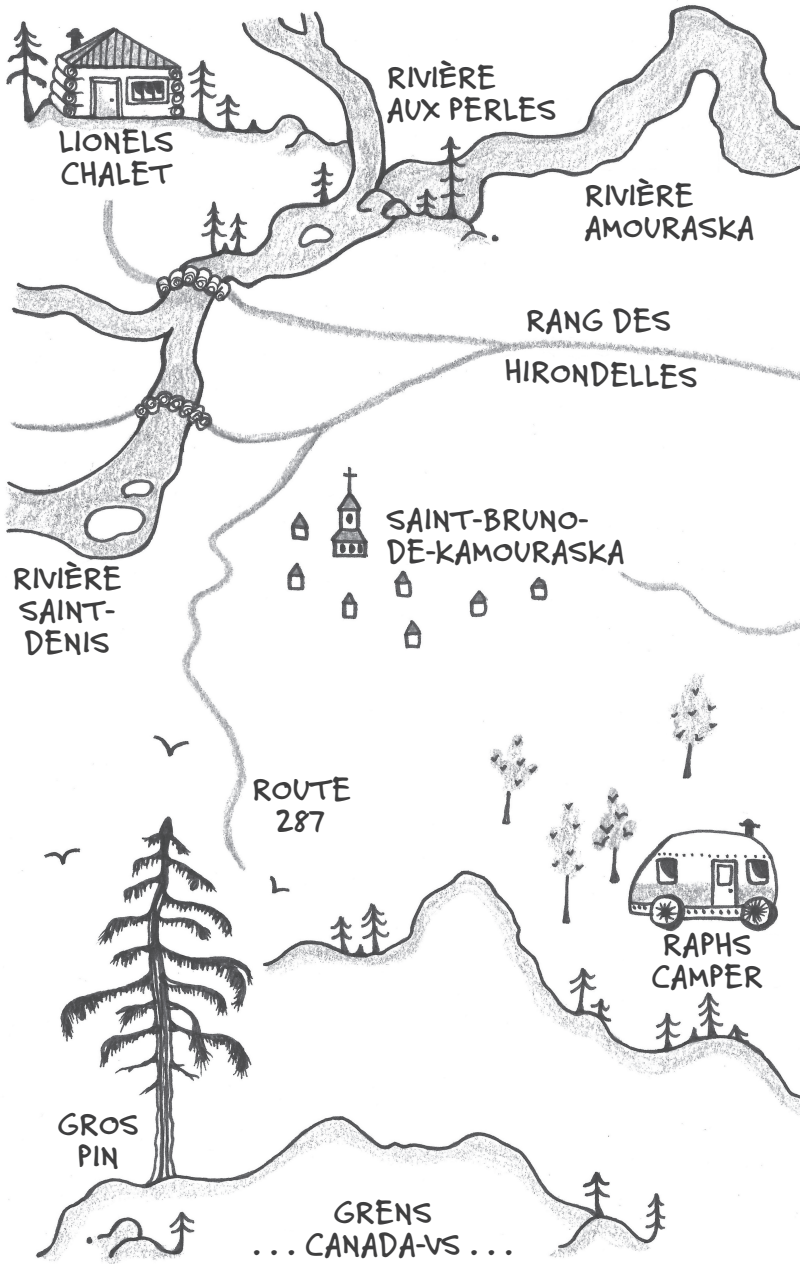 LIONELS
CHALET
RIVIÈRE
AUX PERLES
RIVIÈRE
AMOURASKA
RANG DES
HIRONDELLES
SAINT-BRUNO-
DE-KAMOURASKA
RIVIÈRE
SAINT-
DENIS
ROUTE
287
RAPHS
CAMPER
GROS
PIN
GRENS
... CANADA-VS ...